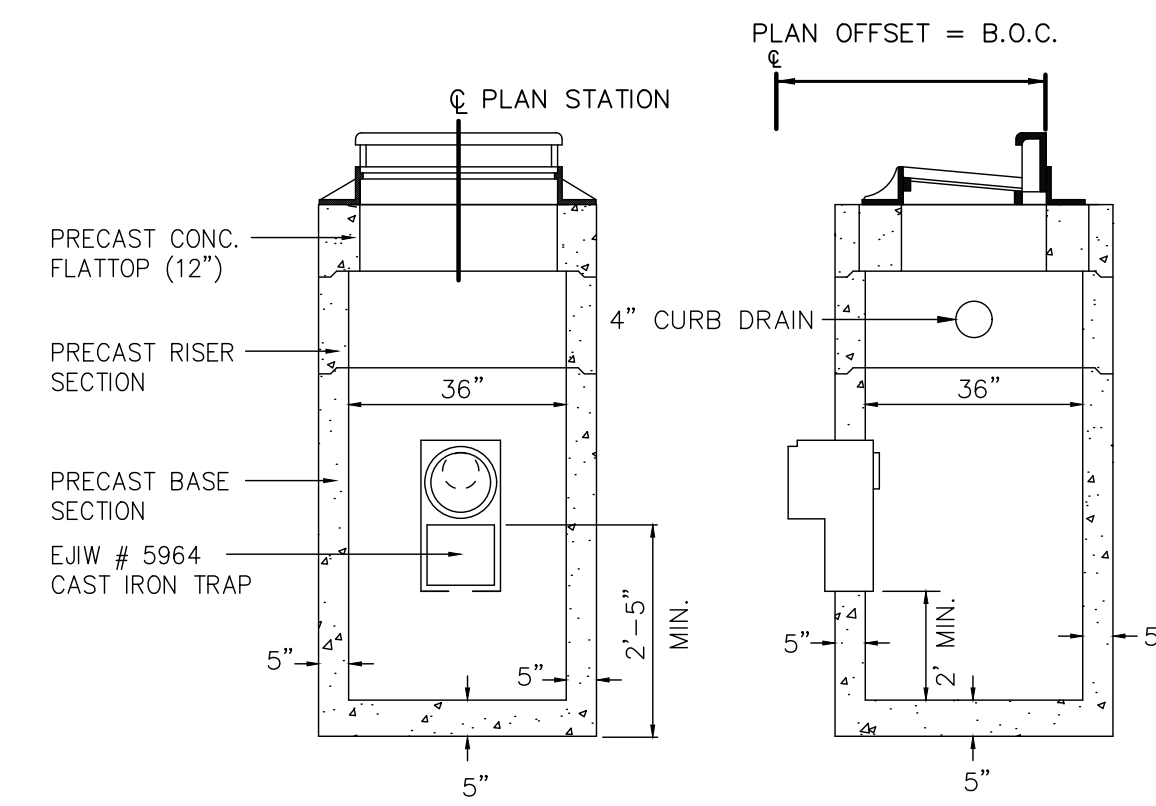 PLAN OFFSET = B.O.C.
℄
℄ PLAN STATION
PRECAST CONC.
FLATTOP (12”)
4” CURB DRAIN
PRECAST RISER
SECTION
36”
36”
PRECAST BASE
SECTION
EJIW # 5964
CAST IRON TRAP
2’–5”
MIN.
2’ MIN.
5”
5”
5”
5
5”
5”